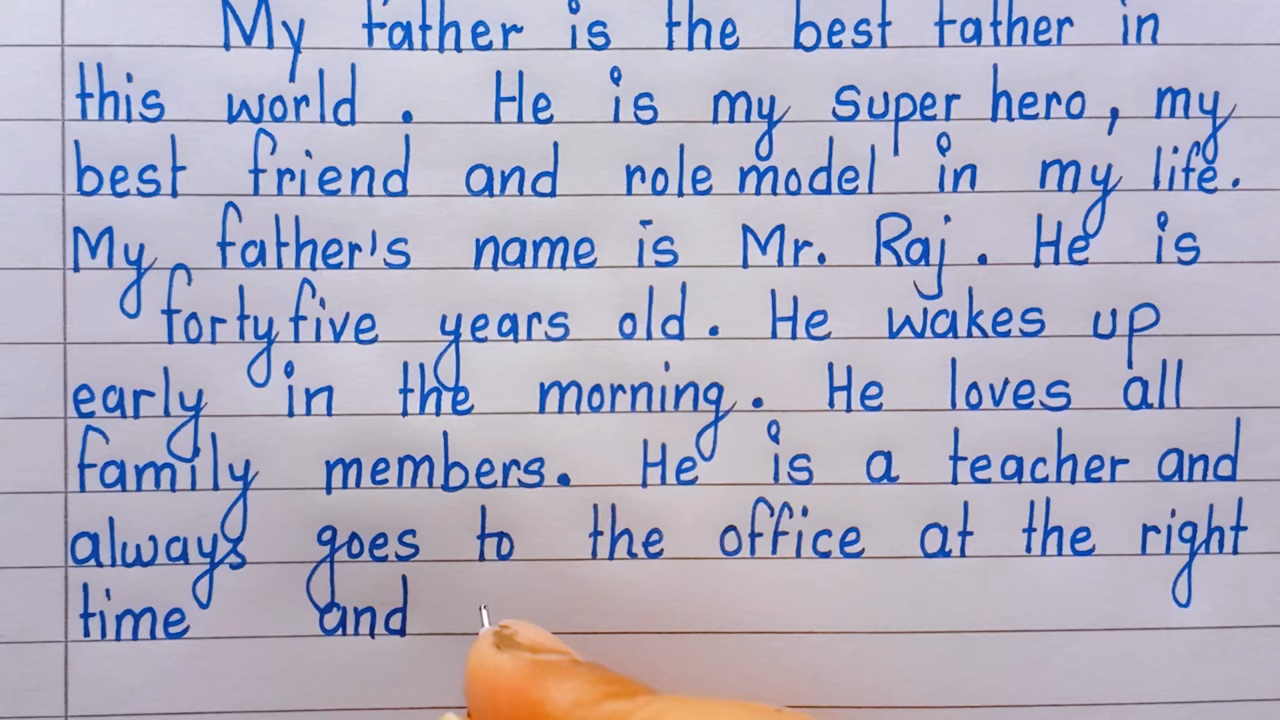 My father is the best father in
this world. He is my super hero, my
best friend and role model in my life.
My father's name is Mr. Raj. He is
fortyfive years old. He wakes up
early in the morning. He loves all
family members. He is a teacher and
always goes to the office at the right
time and